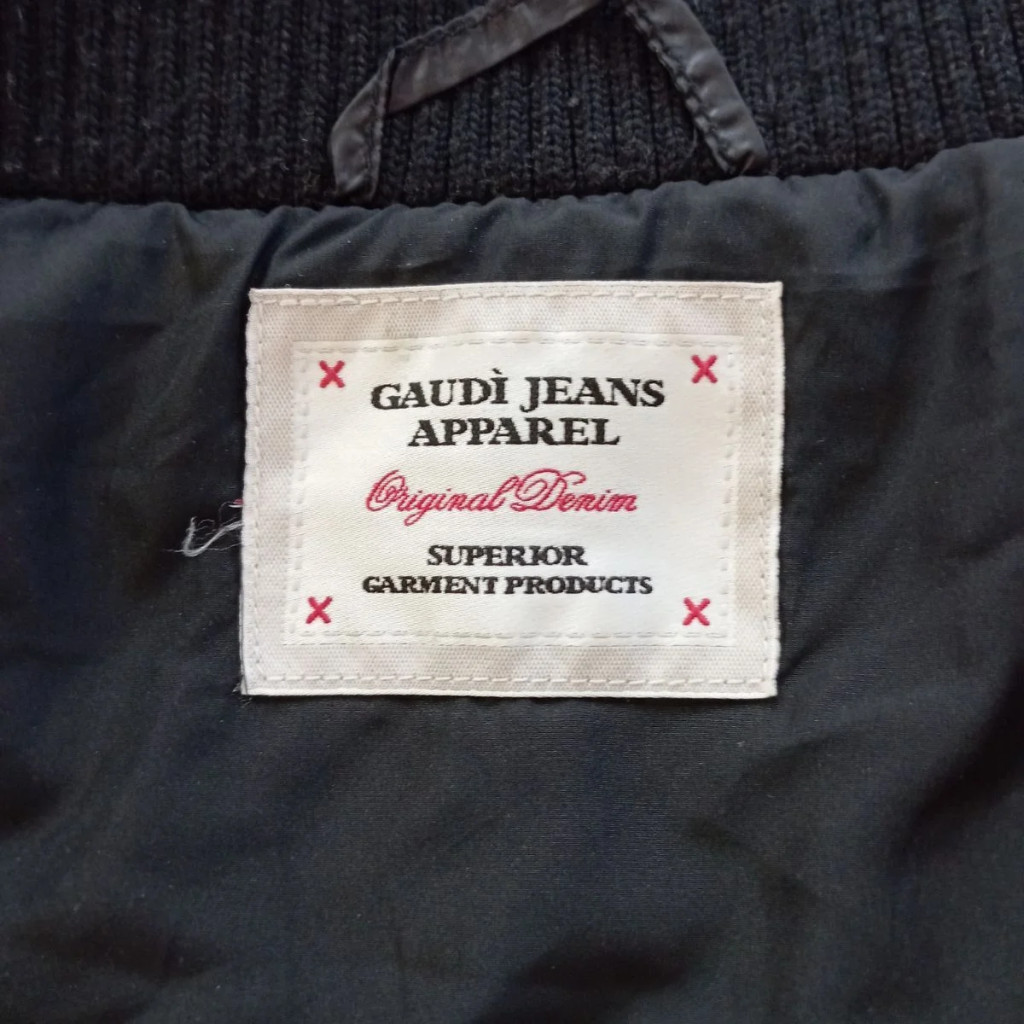 GAUDÌ JEANS
APPAREL
Original Denim
SUPERIOR
GARMENT PRODUCTS